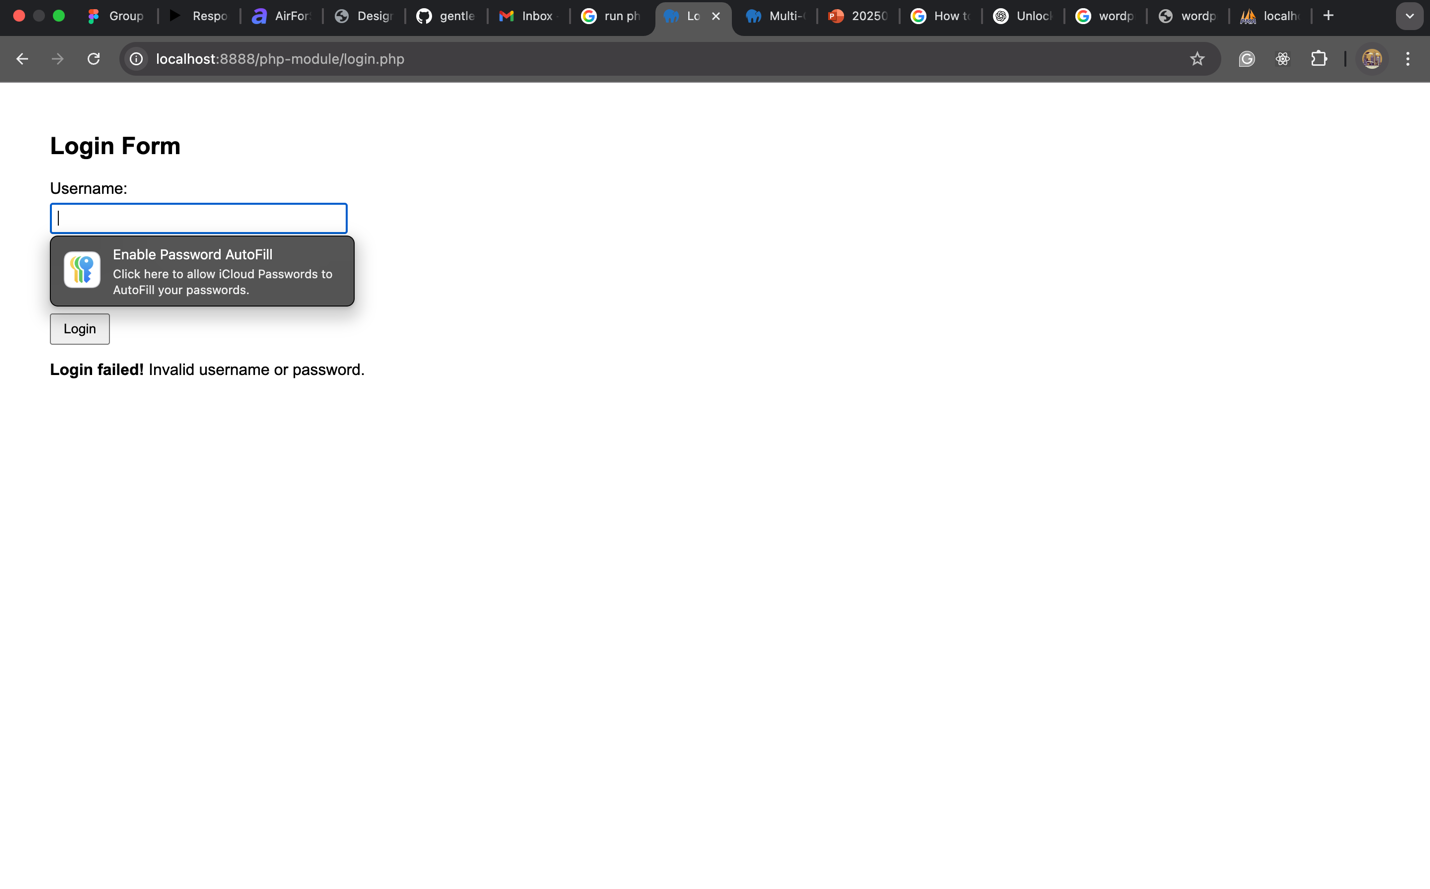 Group
Respo
AirFor
Design
gentle
Inbox
run ph
Lo
Multi-
20250
How to
Unlock
wordp
wordp
localh
localhost:8888/php-module/login.php
Login Form
Username:
Enable Password AutoFill
Click here to allow iCloud Passwords to
AutoFill your passwords.
Login
Login failed! Invalid username or password.